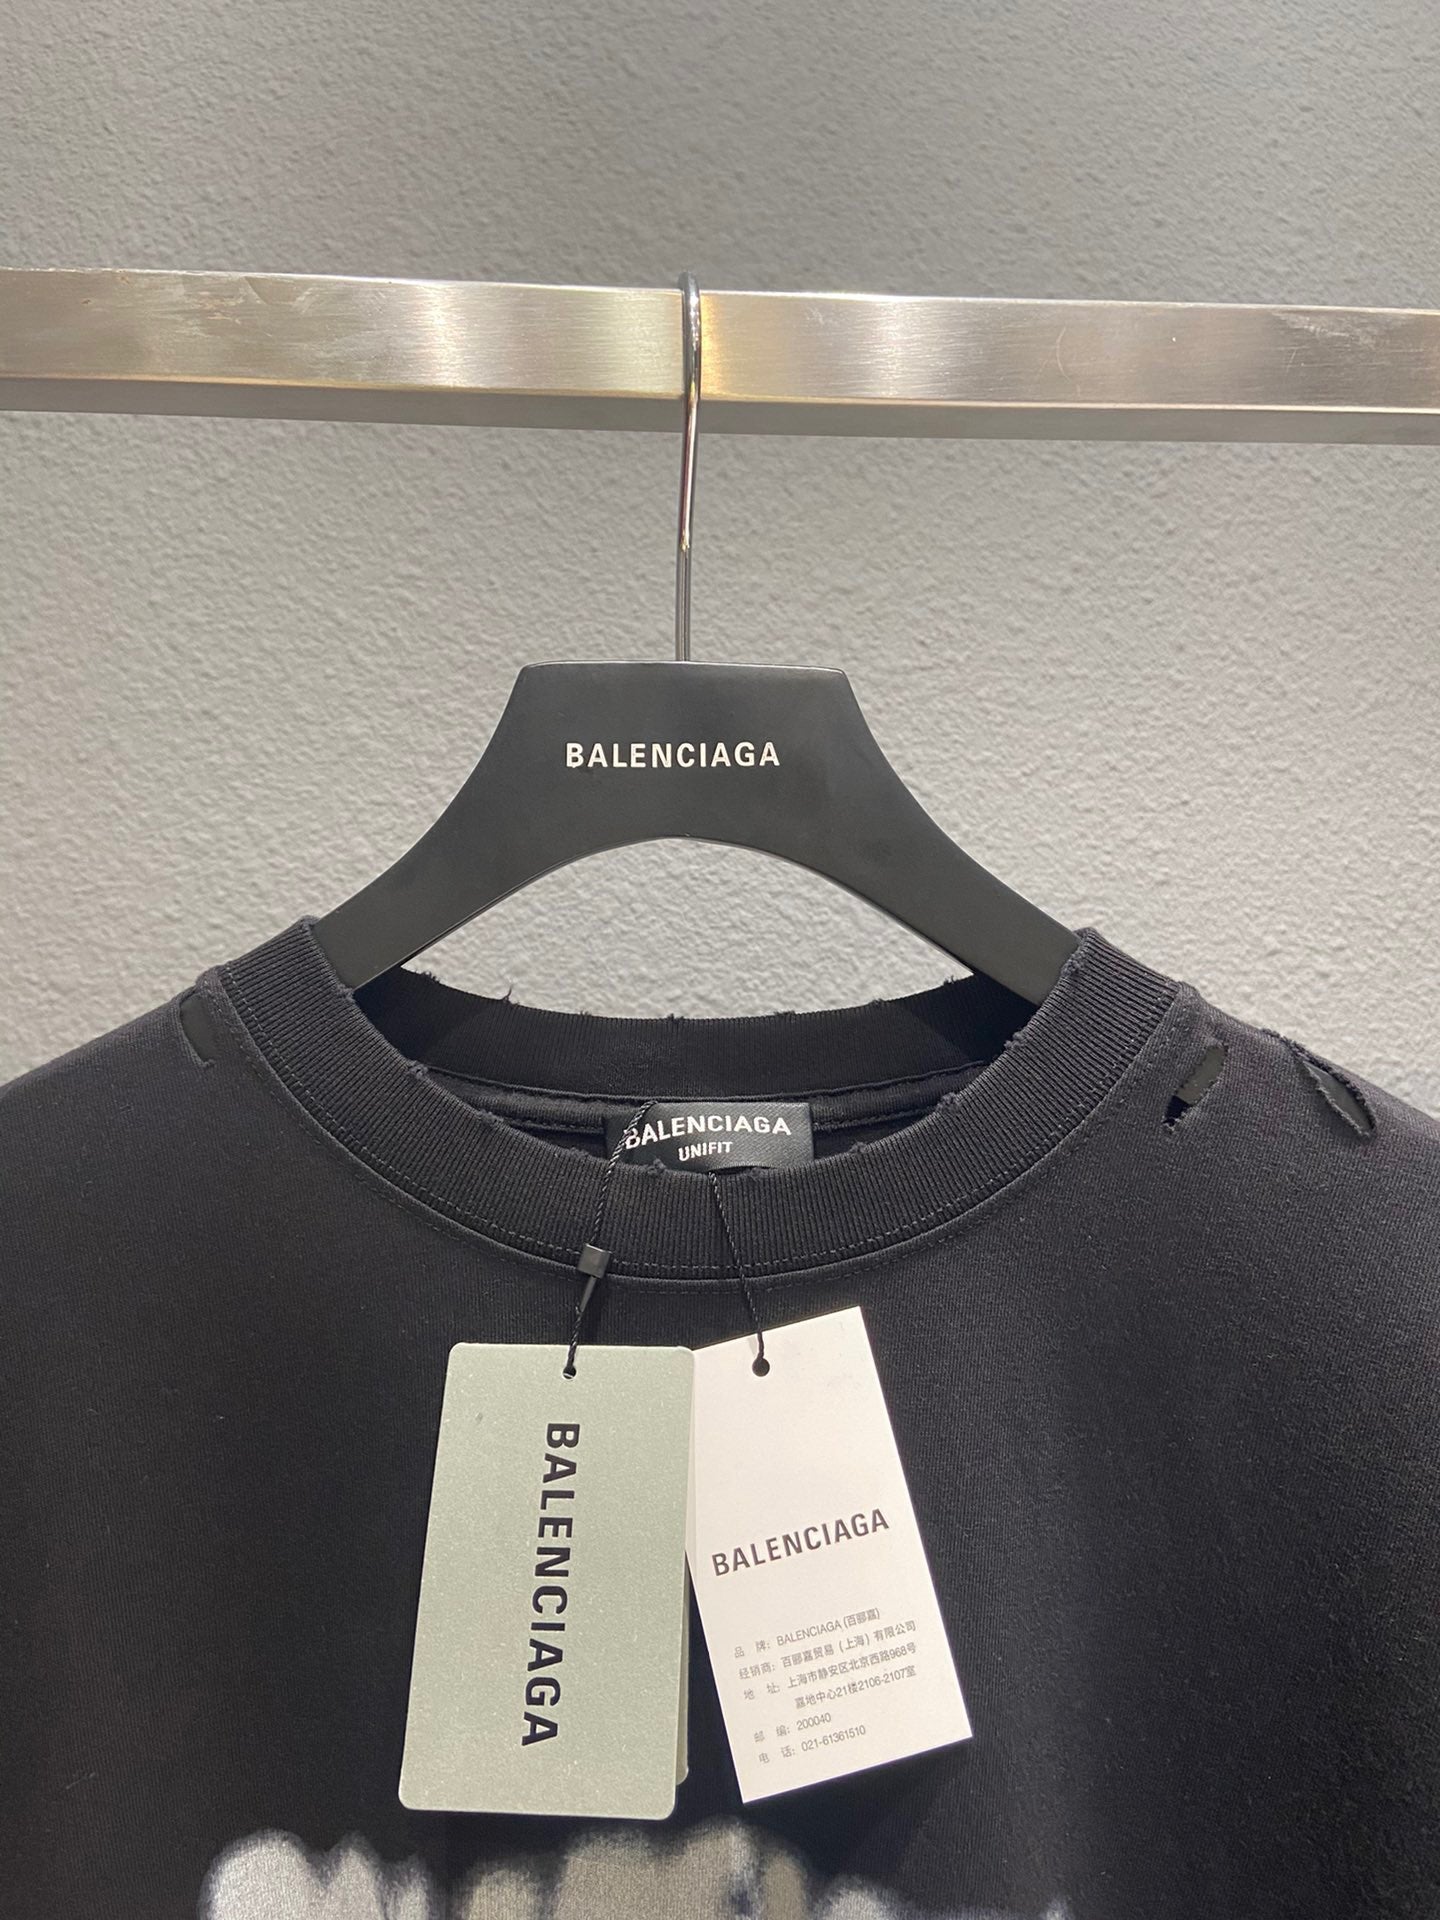 BALENCIAGA
BALENCIAGA
UNIFIT
BALENCIAGA
BALENCIAGA
品 牌: BALENCIAGA (百郦嘉)
经销商: 百郦嘉贸易 (上海) 有限公司
地 址: 上海市静安区北京西路968号
嘉地中心21楼2106-2107室
邮 编: 200040
电 话: 021-61361510